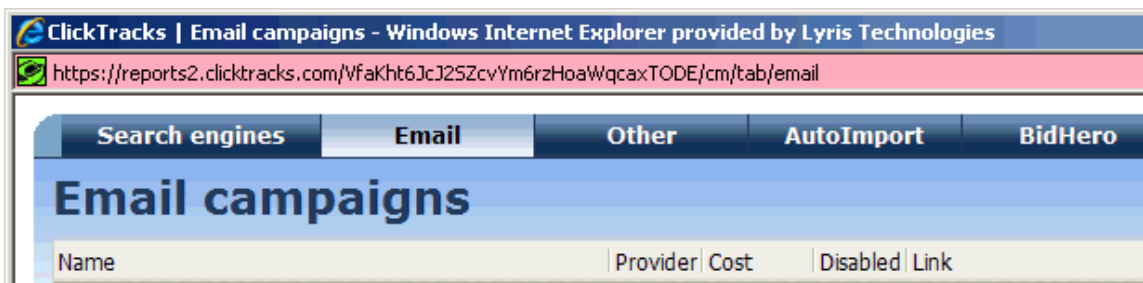 ClickTracks | Email campaigns - Windows Internet Explorer provided by Lyris Technologies
https://reports2.clicktracks.com/VfaKht6JcJ2SZcvYm6rzHoaWqcaxTODE/cm/tab/email
Search engines Email Other AutoImport BidHero
Email campaigns
Name Provider Cost Disabled Link